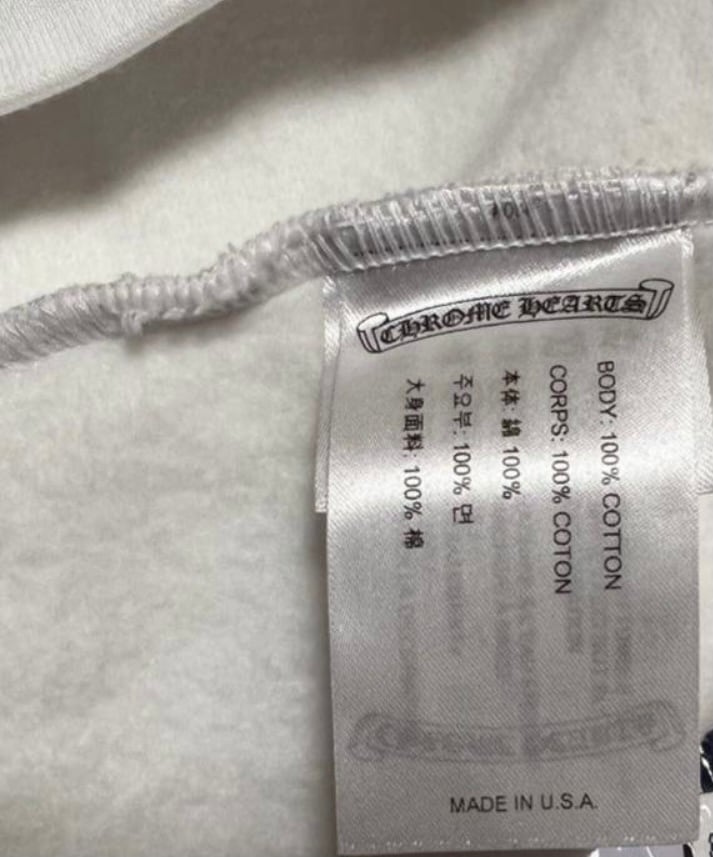 CHROME HEARTS
BODY: 100% COTTON
CORPS: 100% COTON
本体: 綿 100%
주요부: 100% 면
大身面料: 100% 棉
MADE IN U.S.A.